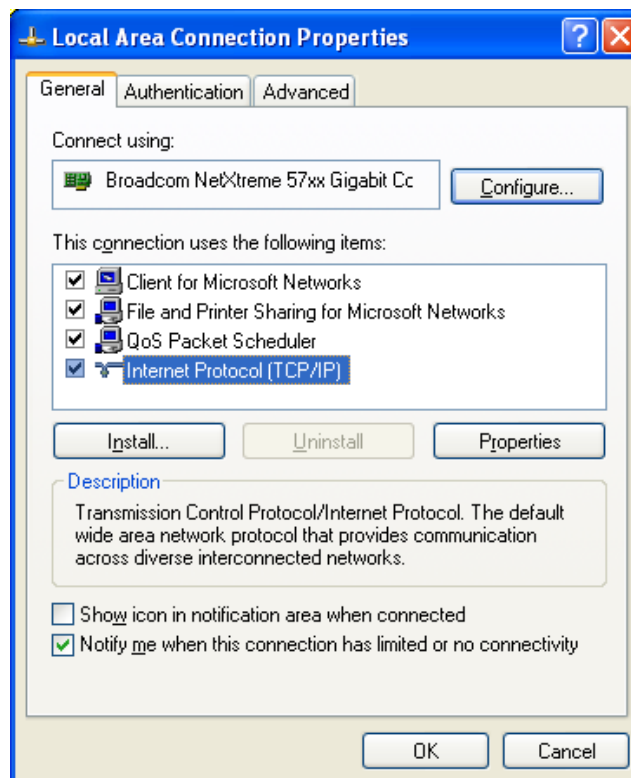 Local Area Connection Properties
General Authentication Advanced
Connect using:
Broadcom NetXtreme 57xx Gigabit Cc
Configure...
This connection uses the following items:
Client for Microsoft Networks
File and Printer Sharing for Microsoft Networks
QoS Packet Scheduler
Internet Protocol (TCP/IP)
Install... Uninstall Properties
Description
Transmission Control Protocol/Internet Protocol. The default
wide area network protocol that provides communication
across diverse interconnected networks.
Show icon in notification area when connected
Notify me when this connection has limited or no connectivity
OK Cancel